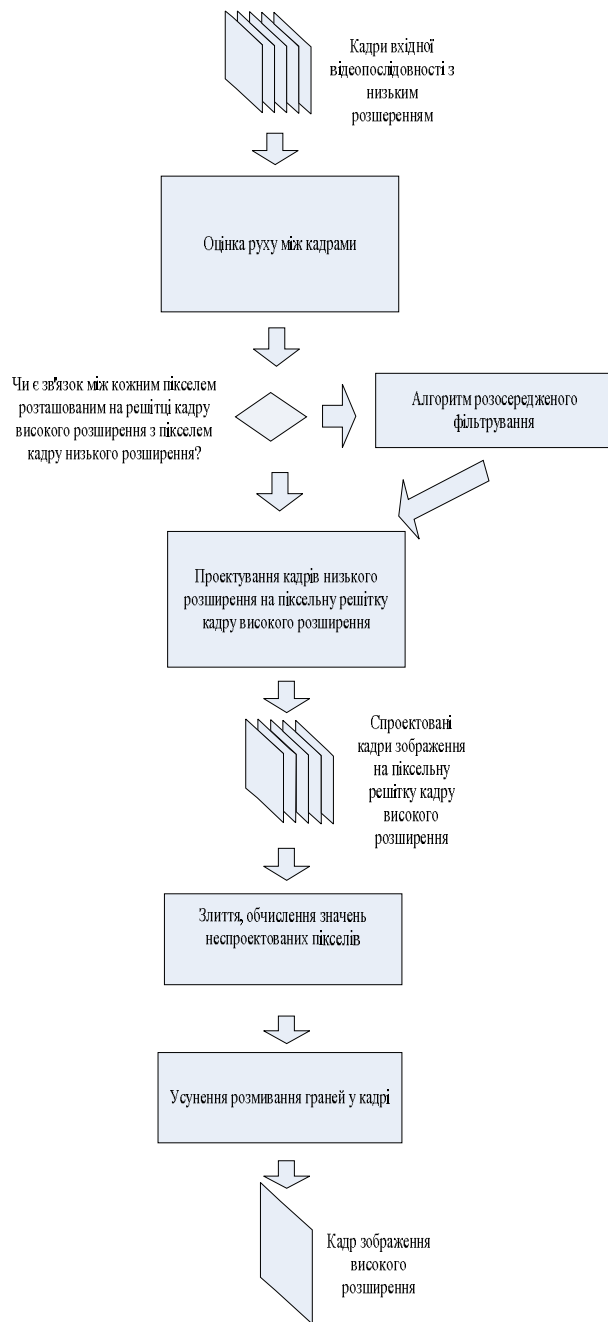 Кадри вхідної
відеопослідовності з
низьким
розшеренням
Оцінка руху між кадрами
Чи є зв'язок між кожним пікселем
розташованим на решітці кадру
високого розширення з пікселем
кадру низького розширення?
Алгоритм розосередженого
фільтрування
Проектування кадрів низького
розширення на піксельну решітку
кадру високого розширення
Спроектовані
кадри зображення
на піксельну
решітку кадру
високого
розширення
Злиття, обчислення значень
неспроектованих пікселів
Усунення розмивання граней у кадрі
Кадр зображення
високого
розширення